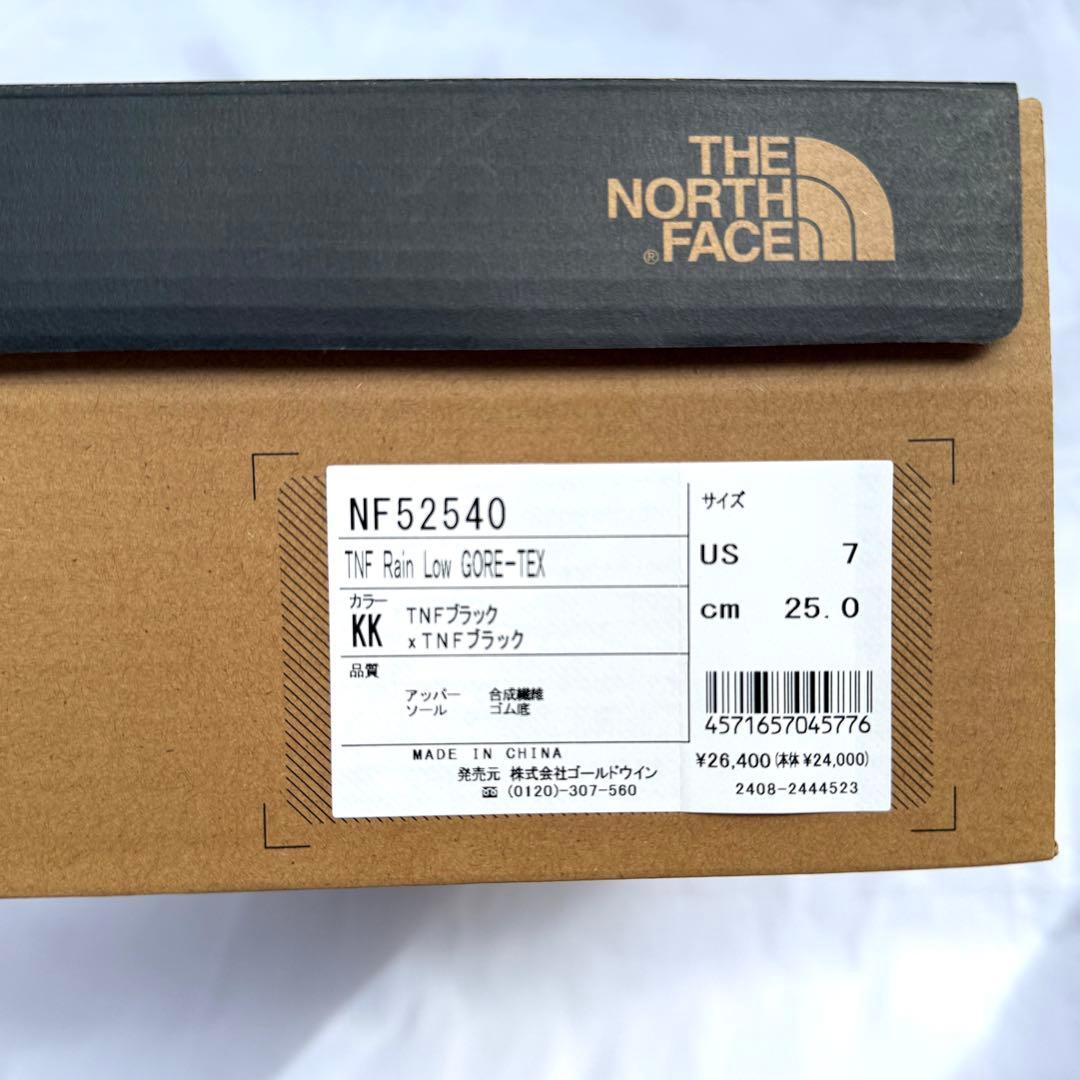 THE
NORTH
FACE
®
NF52540
TNF Rain Low GORE-TEX
カラー
KK TNFブラック
xTNFブラック
品質
アッパー 合成繊維
ソール ゴム底
MADE IN CHINA
発売元 株式会社ゴールドウイン
(0120)-307-560
サイズ
US 7
cm 25.0
4571657045776
¥26,400(本体¥24,000)
2408-2444523